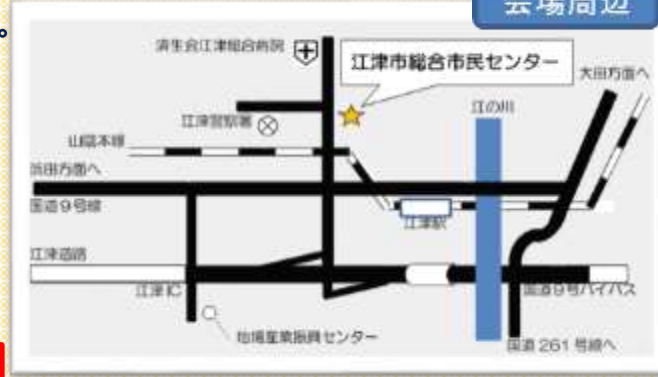 会場周辺
済生会江津総合病院
江津市総合市民センター
大田方面へ
江津警察署
江の川
山陰本線
浜田方面へ
国道9号線
江津駅
江津道路
江津IC
国道9号バイパス
地場産業振興センター
国道261号線へ